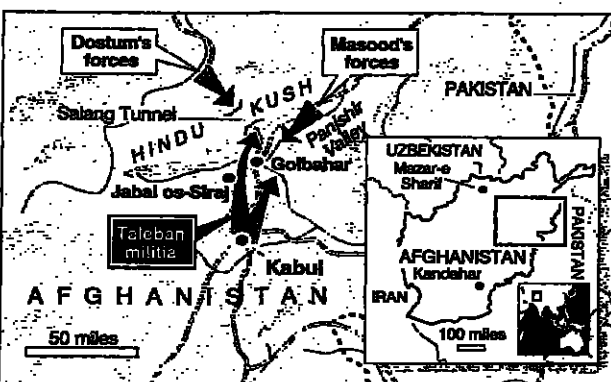 Dostum's
forces
Masood's
forces
Salang Tunnel
HINDU KUSH
Panjshir
Valley
PAKISTAN
Golbahar
Jabal os-Siraj
Taleban
militia
Kabul
AFGHANISTAN
50 miles
UZBEKISTAN
Mazar-e
Sharif
PAKISTAN
AFGHANISTAN
Kandahar
IRAN
100 miles